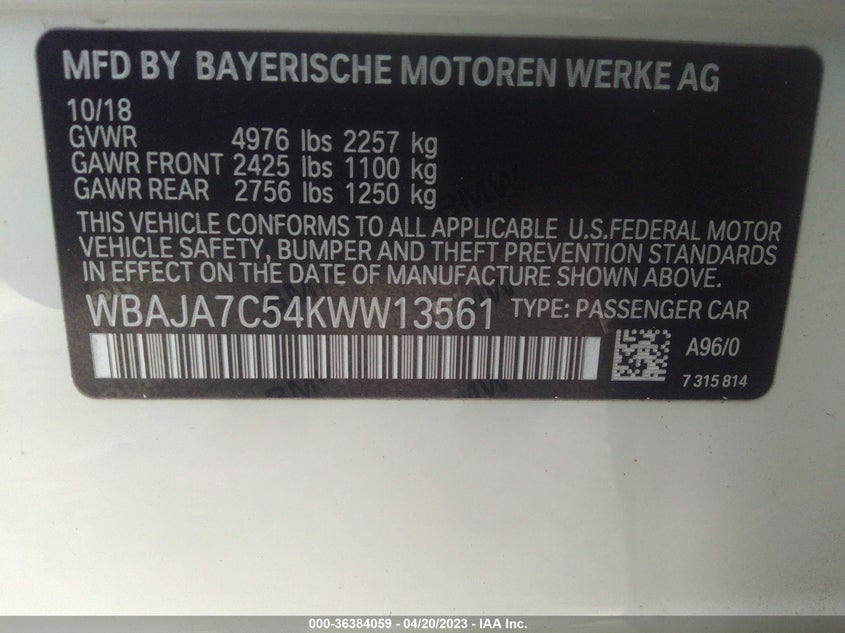 MFD BY BAYERISCHE MOTOREN WERKE AG
10/18
GVWR 4976 lbs 2257 kg
GAWR FRONT 2425 lbs 1100 kg
GAWR REAR 2756 lbs 1250 kg
THIS VEHICLE CONFORMS TO ALL APPLICABLE U.S.FEDERAL MOTOR
VEHICLE SAFETY, BUMPER AND THEFT PREVENTION STANDARDS
IN EFFECT ON THE DATE OF MANUFACTURE SHOWN ABOVE.
WBAJA7C54KWW13561 TYPE: PASSENGER CAR
A96/0
7 315 814
BMW
BMW
000-36384059 - 04/20/2023 - IAA Inc.